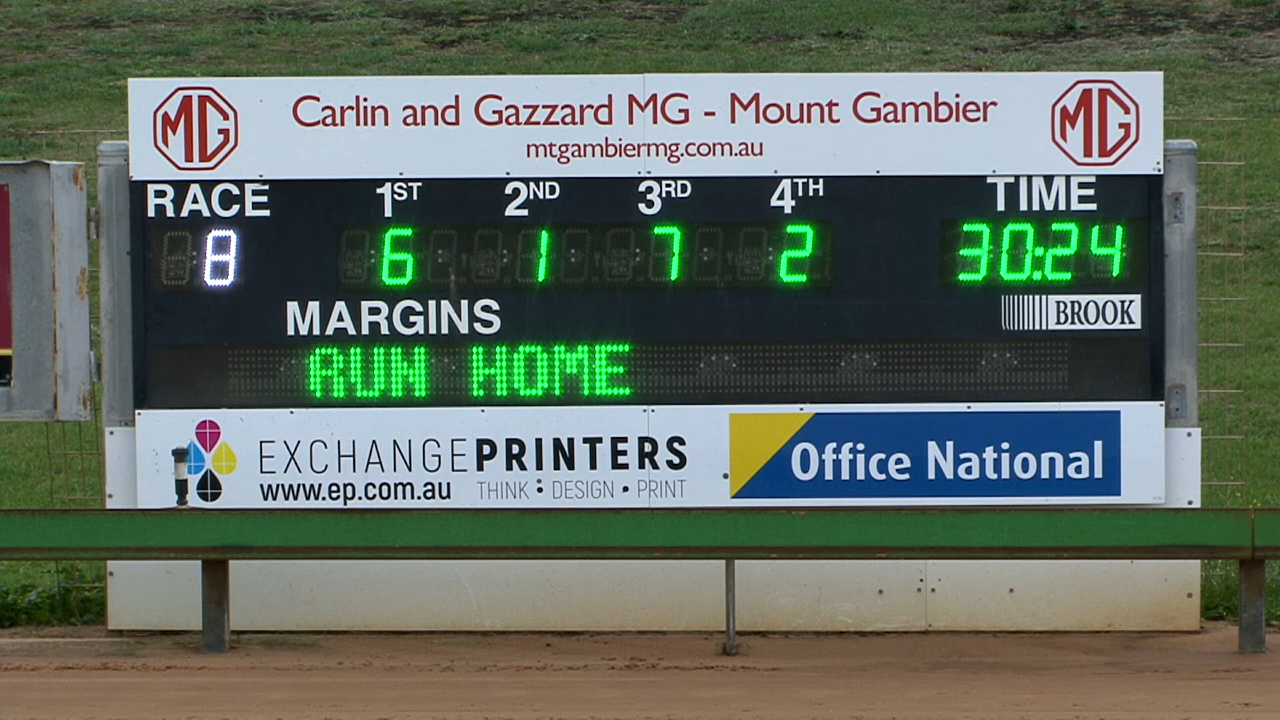 MG Carlin and Gazzard MG - Mount Gambier MG
mtgambiermg.com.au
RACE 1ST 2ND 3RD 4TH TIME
8 6 1 7 2 30:24
MARGINS BROOK
RUN HOME
EXCHANGEPRINTERS Office National
www.ep.com.au THINK • DESIGN • PRINT